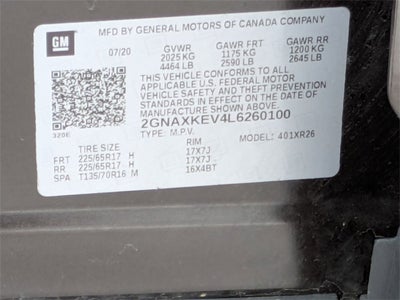 MFD BY GENERAL MOTORS OF CANADA COMPANY
GM
07/20 GVWR GAWR FRT GAWR RR
2025 KG 1175 KG 1200 KG
4464 LB 2590 LB 2645 LB
THIS VEHICLE CONFORMS TO ALL
APPLICABLE U.S. FEDERAL MOTOR
VEHICLE SAFETY AND THEFT
PREVENTION STANDARDS IN EFFECT
ON THE DATE OF MANUFACTURE
SHOWN ABOVE.
2GNAXKEV4L6260100
320E TYPE: M.P.V. MODEL: 401XR26
TIRE SIZE RIM
FRT 225/65R17 H 17X7J
RR 225/65R17 H 17X7J
SPA T135/70R16 M 16X4BT